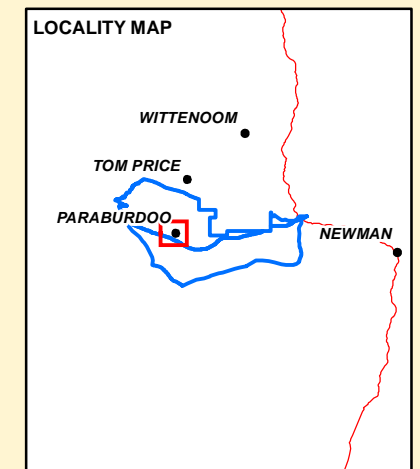 LOCALITY MAP
WITTENOOM
TOM PRICE
PARABURDOO
NEWMAN